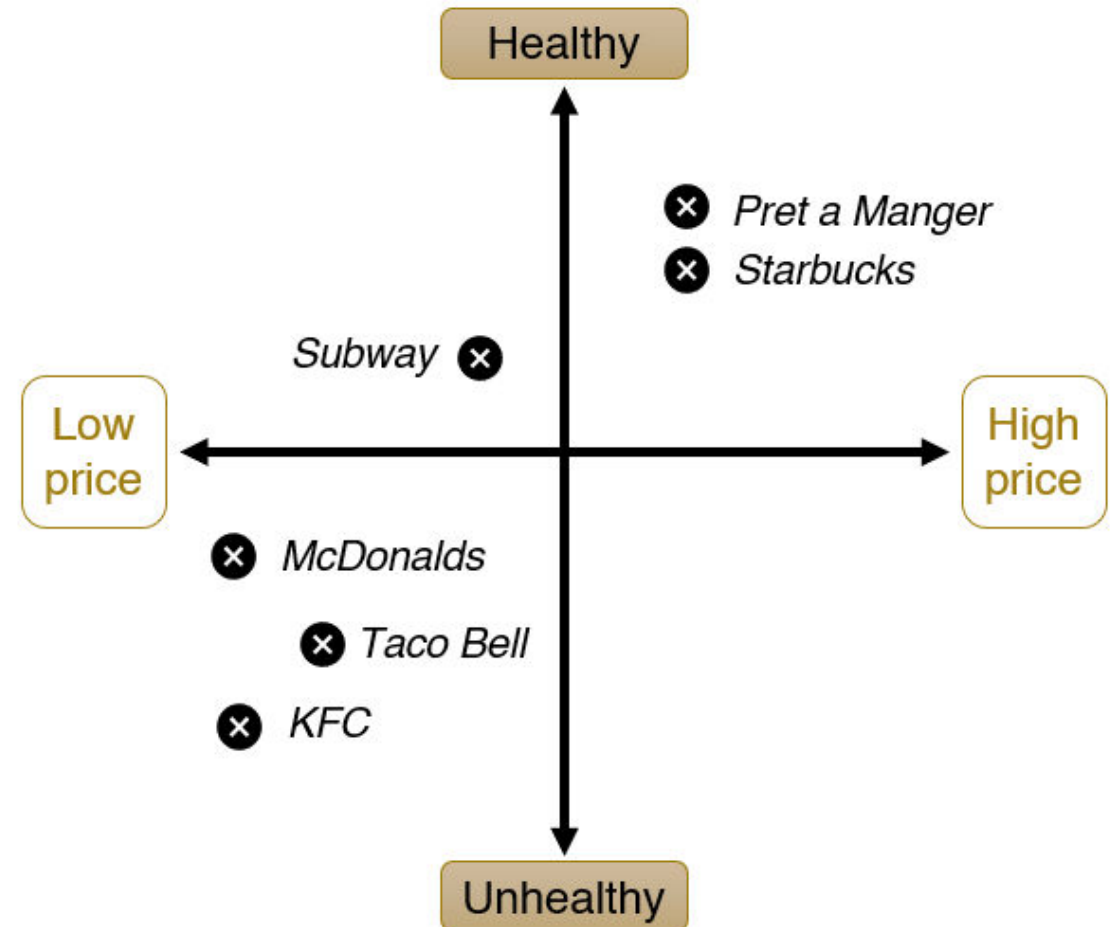 Healthy
Pret a Manger
Starbucks
Subway
Low
price
High
price
McDonalds
Taco Bell
KFC
Unhealthy